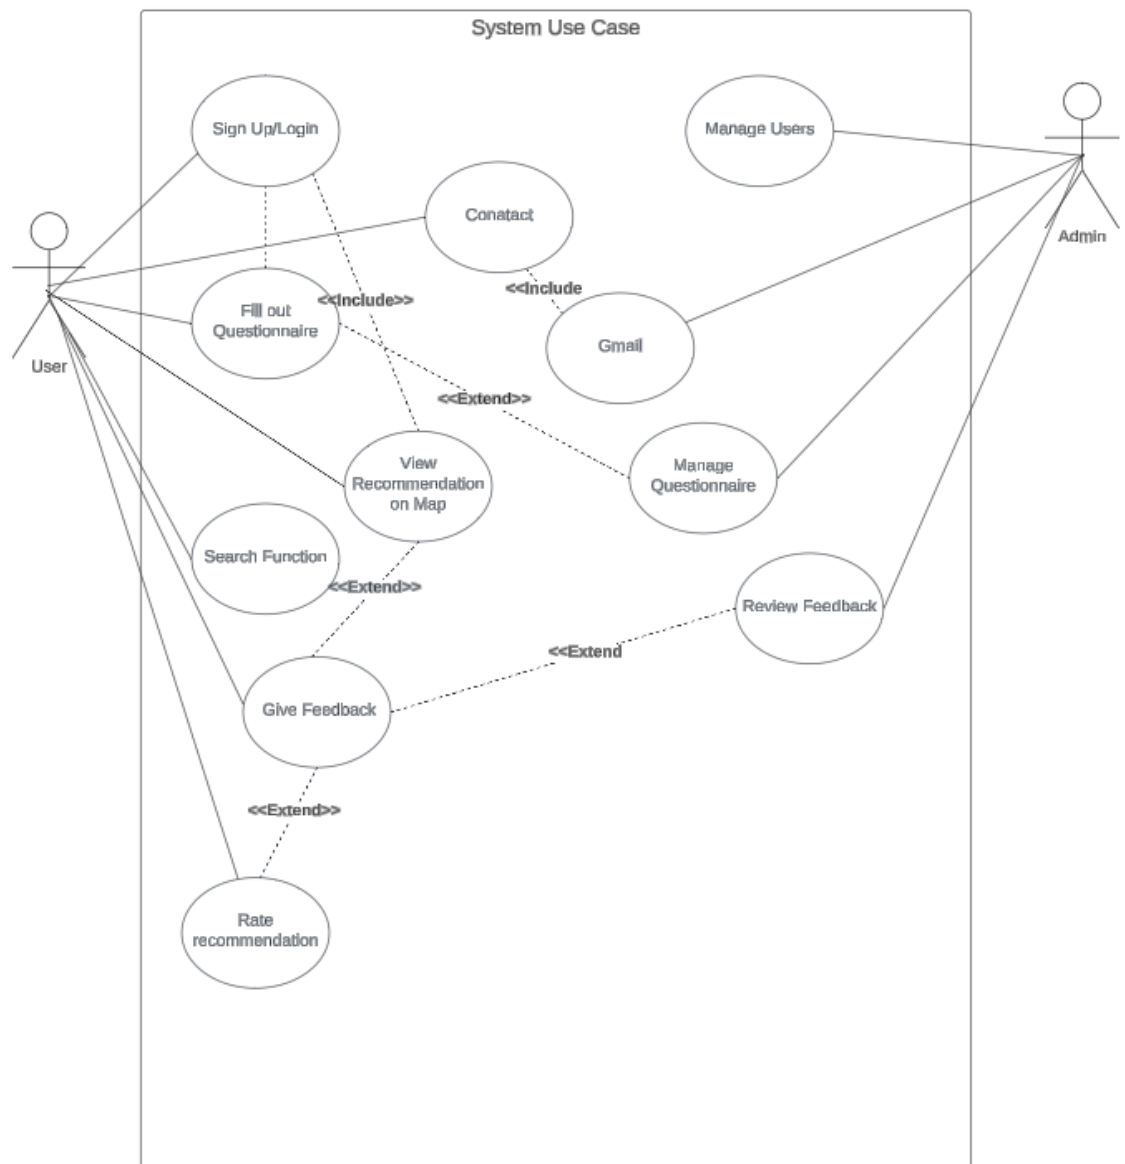 System Use Case
Sign Up/Login
Manage Users
Conatact
Admin
<<Include
<<Include>>
Fill out
Questionnaire
Gmail
User
<<Extend>>
View
Recommendation
on Map
Manage
Questionnaire
Search Function
<<Extend>>
Review Feedback
<<Extend
Give Feedback
<<Extend>>
Rate
recommendation